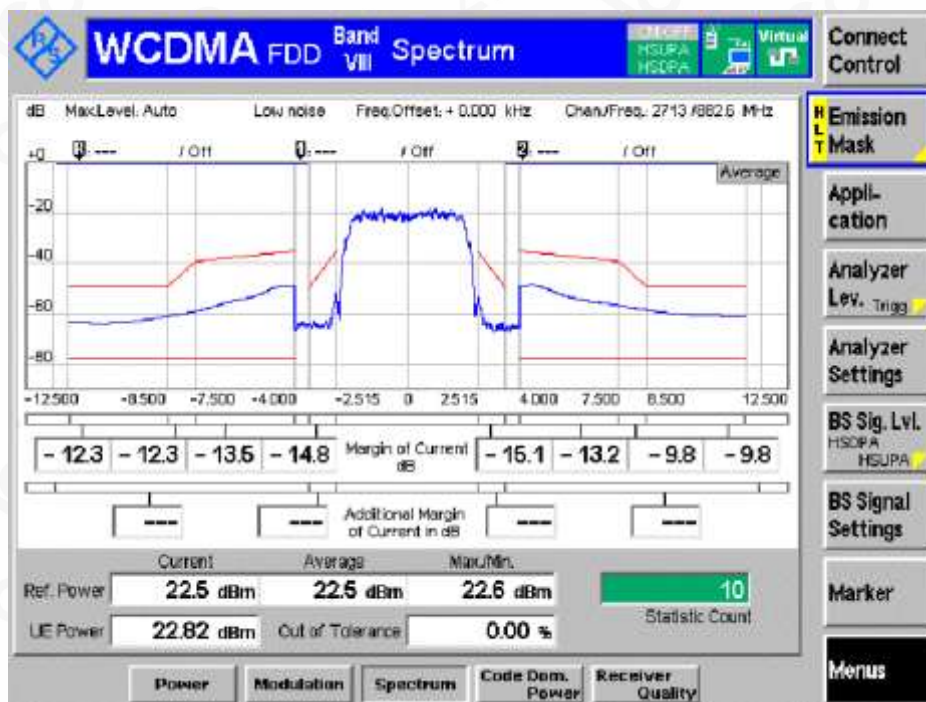 R S
WCDMA FDD Band VIII Spectrum
HSUPA
HSDPA
Virtual
Connect Control
dB Max.Level: Auto Low noise Freq.Offset: + 0.000 kHz Chan./Freq.: 2713 /882.6 MHz
--- / Off --- / Off 2: --- / Off
Average
+0
-20
-40
-60
-80
-12.500 -8.500 -7.500 -4.000 -2.515 0 2.515 4.000 7.500 8.500 12.500
- 12.3 - 12.3 - 13.5 - 14.8 Margin of Current dB - 15.1 - 13.2 - 9.8 - 9.8
--- --- Additional Margin of Current in dB --- ---
Current Average Max./Min.
Ref. Power 22.5 dBm 22.5 dBm 22.6 dBm 10
Statistic Count
UE Power 22.82 dBm Out of Tolerance 0.00 %
Power Modulation Spectrum Code Dom. Power Receiver Quality
HLT
Emission Mask
Appli-
cation
Analyzer
Lev. Trigg
Analyzer
Settings
BS Sig. Lvl.
HSDPA
HSUPA
BS Signal
Settings
Marker
Menus